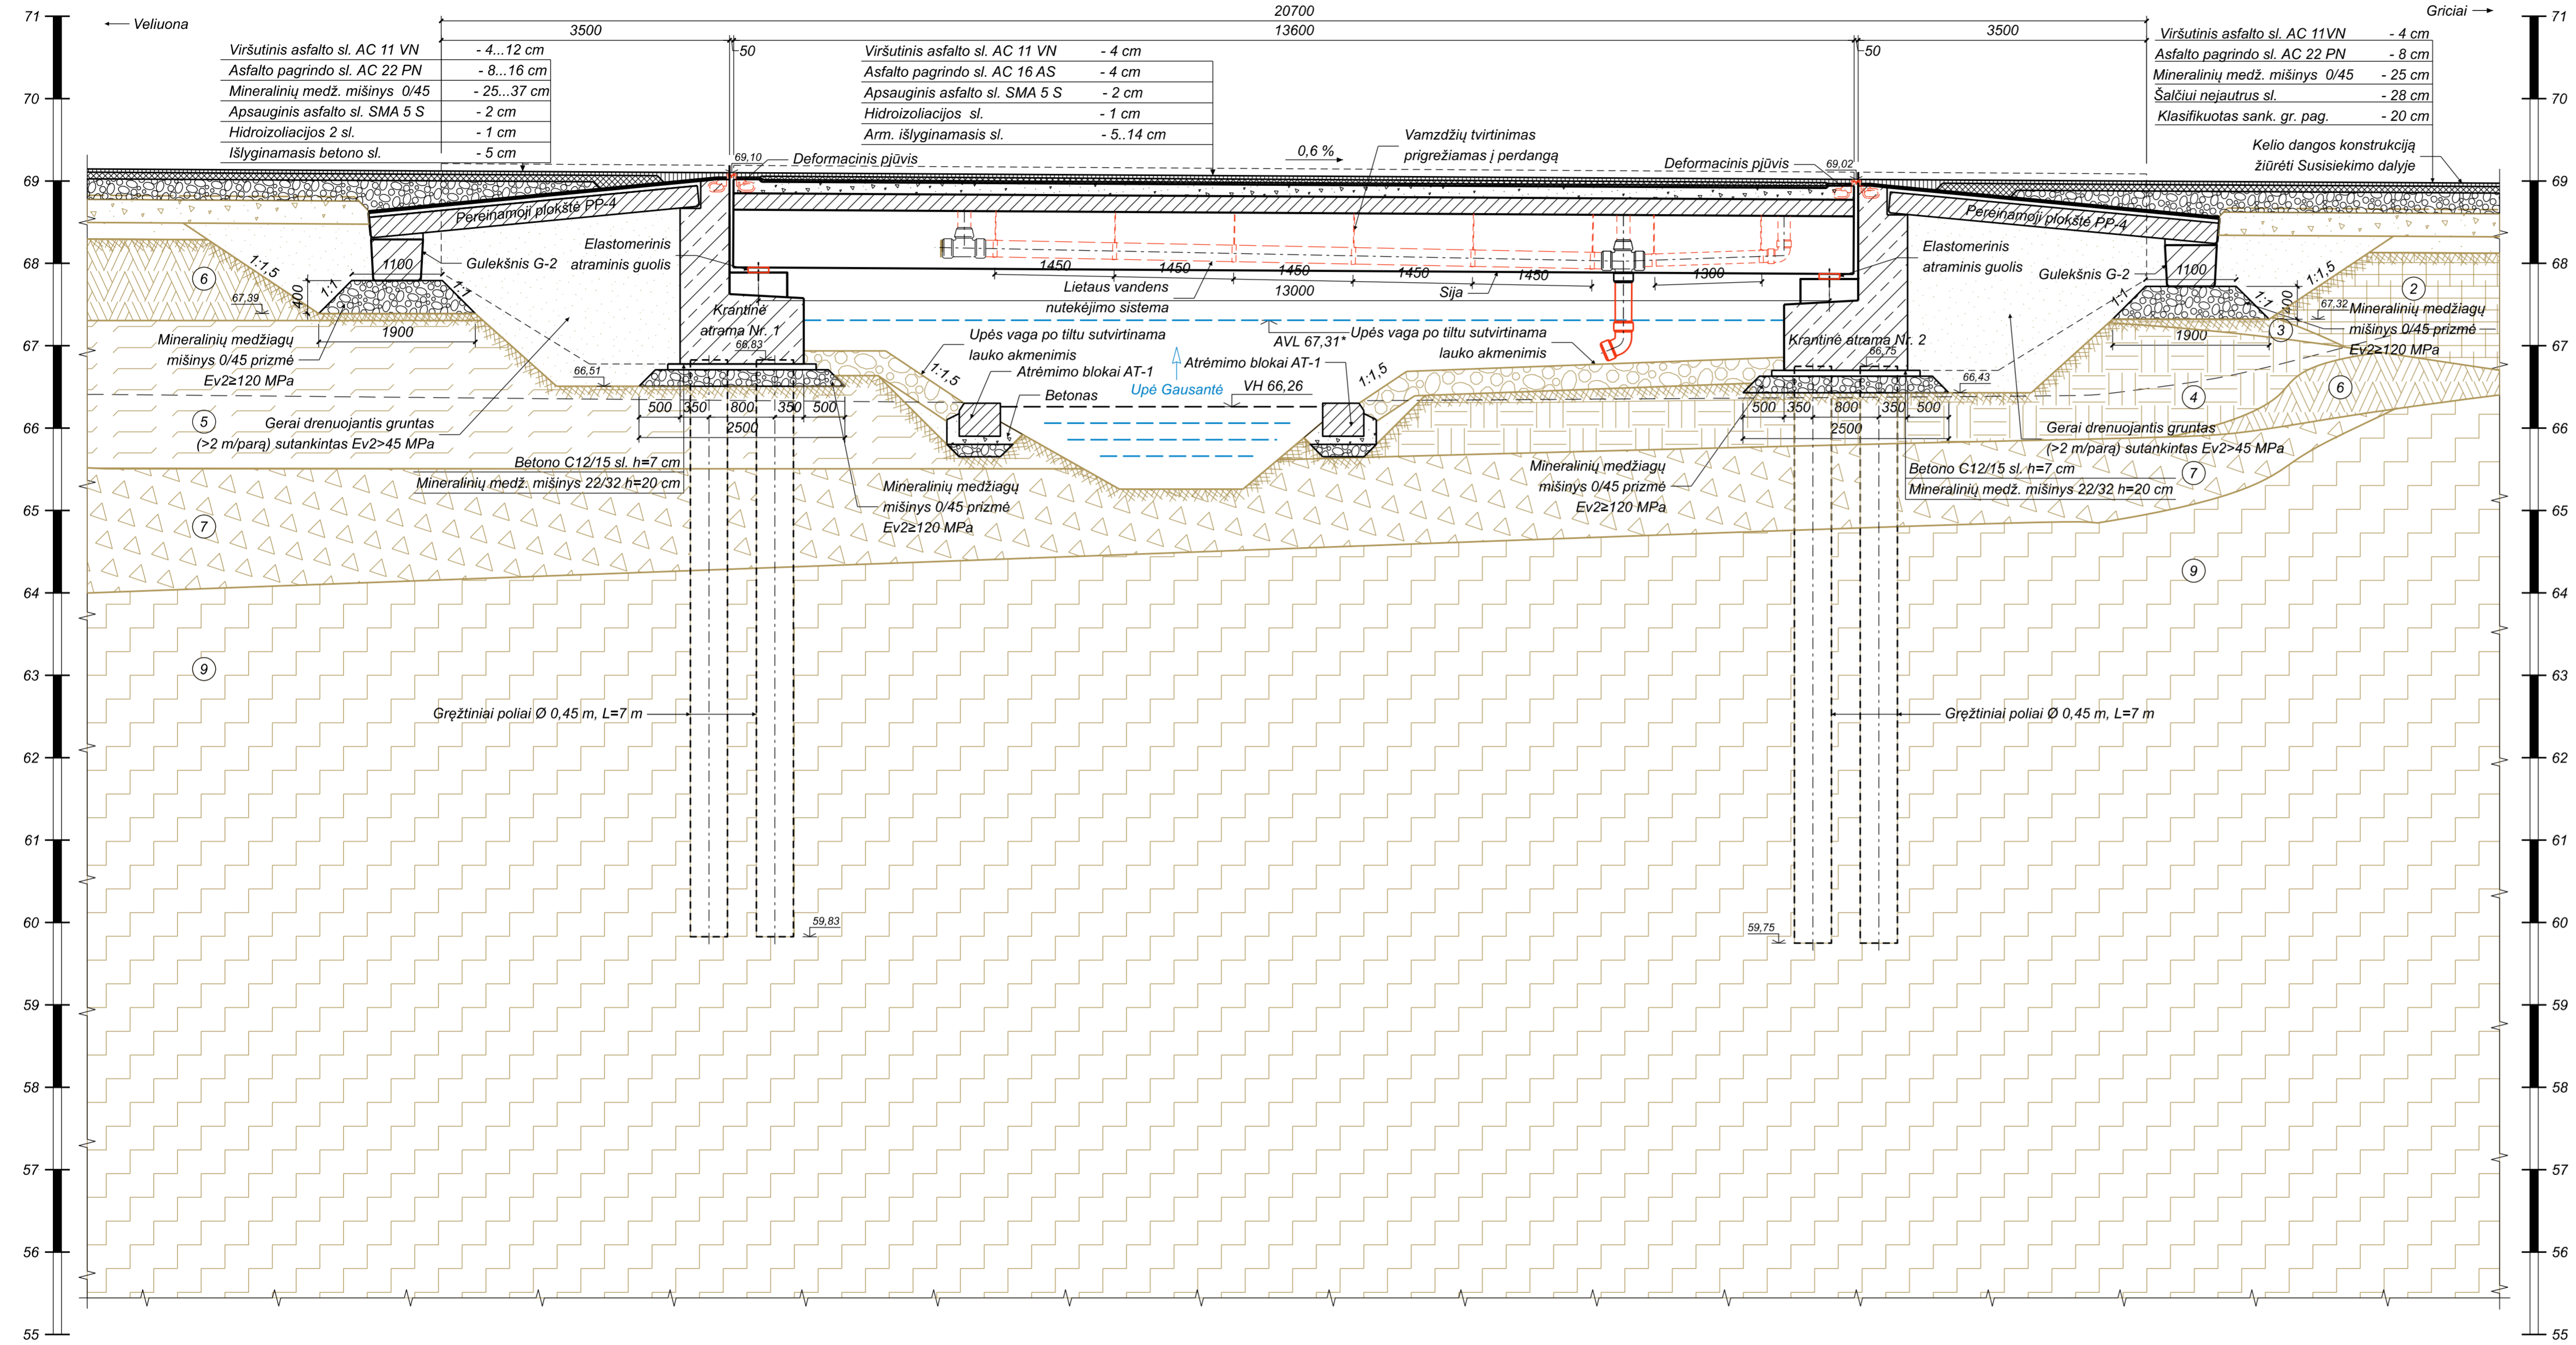 20700
Veliuona
Griciai
3500
13600
3500
50
50
Viršutinis asfalto sl. AC 11 VN - 4...12 cm
Asfalto pagrindo sl. AC 22 PN - 8...16 cm
Mineralinių medž. mišinys 0/45 - 25...37 cm
Apsauginis asfalto sl. SMA 5 S - 2 cm
Hidroizoliacijos 2 sl. - 1 cm
Išlyginamasis betono sl. - 5 cm
Viršutinis asfalto sl. AC 11 VN - 4 cm
Asfalto pagrindo sl. AC 16 AS - 4 cm
Apsauginis asfalto sl. SMA 5 S - 2 cm
Hidroizoliacijos sl. - 1 cm
Arm. išlyginamasis sl. - 5..14 cm
Viršutinis asfalto sl. AC 11VN - 4 cm
Asfalto pagrindo sl. AC 22 PN - 8 cm
Mineralinių medž. mišinys 0/45 - 25 cm
Šalčiui nejautrus sl. - 28 cm
Klasifikuotas sank. gr. pag. - 20 cm
Kelio dangos konstrukciją
žiūrėti Susisiekimo dalyje
Vamzdžių tvirtinimas
prigrežiamas į perdangą
0,6 %
69,10
Deformacinis pjūvis
Deformacinis pjūvis
69,02
Pereinamoji plokštė PP-4
Pereinamoji plokštė PP-4
Elastomerinis
atraminis guolis
Elastomerinis
atraminis guolis
Gulekšnis G-2
Gulekšnis G-2
1100
1100
1:1,5
1:1
1:1
400
67,39
1900
1:1,5
1:1
1:1
400
67,32
1900
1450
1450
1450
1450
1450
1300
13000
Lietaus vandens
nutekėjimo sistema
Sija
Krantinė
atrama Nr. 1
66,83
Krantinė atrama Nr. 2
66,75
Mineralinių medžiagų
mišinys 0/45 prizmė
Ev2≥120 MPa
Mineralinių medžiagų
mišinys 0/45 prizmė
Ev2≥120 MPa
Upės vaga po tiltu sutvirtinama
lauko akmenimis
AVL 67,31*
Upės vaga po tiltu sutvirtinama
lauko akmenimis
Atrėmimo blokai AT-1
Atrėmimo blokai AT-1
Betonas
Upė Gausantė
VH 66,26
1:1,5
1:1,5
66,51
66,43
500
350
800
350
500
2500
500
350
800
350
500
2500
Gerai drenuojantis gruntas
(>2 m/parą) sutankintas Ev2>45 MPa
Gerai drenuojantis gruntas
(>2 m/parą) sutankintas Ev2>45 MPa
Betono C12/15 sl. h=7 cm
Mineralinių medž. mišinys 22/32 h=20 cm
Betono C12/15 sl. h=7 cm
Mineralinių medž. mišinys 22/32 h=20 cm
Mineralinių medžiagų
mišinys 0/45 prizmė
Ev2≥120 MPa
Mineralinių medžiagų
mišinys 0/45 prizmė
Ev2≥120 MPa
Gręžtiniai poliai Ø 0,45 m, L=7 m
Gręžtiniai poliai Ø 0,45 m, L=7 m
59,83
59,75
6
5
7
9
2
3
4
6
7
9
71
70
69
68
67
66
65
64
63
62
61
60
59
58
57
56
55
71
70
69
68
67
66
65
64
63
62
61
60
59
58
57
56
55